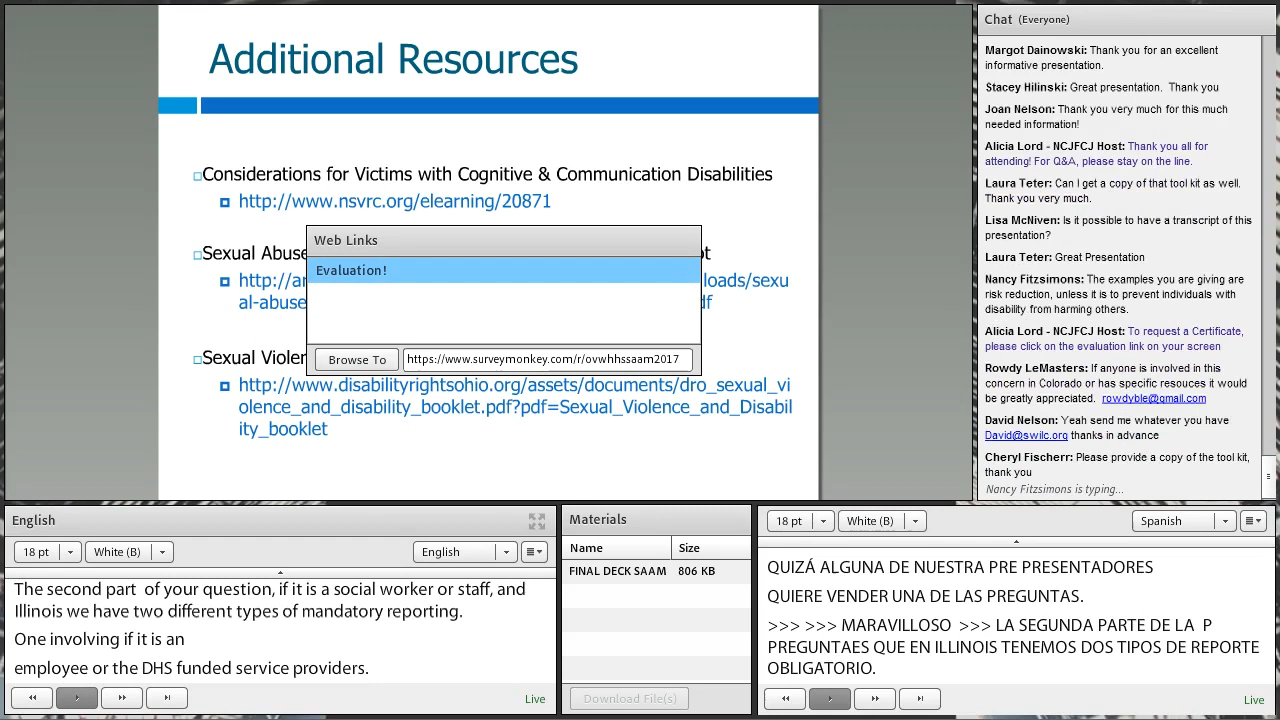 Additional Resources
Considerations for Victims with Cognitive & Communication Disabilities
http://www.nsvrc.org/elearning/20871
Sexual Abuse
http://ar
loads/sexu
al-abuse
df
Sexual Violen
http://www.disabilityrightsohio.org/assets/documents/dro_sexual_vi
olence_and_disability_booklet.pdf?pdf=Sexual_Violence_and_Disabil
ity_booklet
Web Links
Evaluation!
Browse To
https://www.surveymonkey.com/r/ovwhhssaam2017
Chat (Everyone)
Margot Dainowski: Thank you for an excellent
informative presentation.
Stacey Hilinski: Great presentation. Thank you
Joan Nelson: Thank you very much for this much
needed information!
Alicia Lord - NCJFCJ Host: Thank you all for
attending! For Q&A, please stay on the line.
Laura Teter: Can I get a copy of that tool kit as well.
Thank you very much.
Lisa McNiven: Is it possible to have a transcript of this
presentation?
Laura Teter: Great Presentation
Nancy Fitzsimons: The examples you are giving are
risk reduction, unless it is to prevent individuals with
disability from harming others.
Alicia Lord - NCJFCJ Host: To request a Certificate,
please click on the evaluation link on your screen
Rowdy LeMasters: If anyone is involved in this
concern in Colorado or has specific resouces it would
be greatly appreciated. rowdyble@gmail.com
David Nelson: Yeah send me whatever you have
David@swilc.org thanks in advance
Cheryl Fischerr: Please provide a copy of the tool kit,
thank you
Nancy Fitzsimons is typing...
English
18 pt
White (B)
English
The second part of your question, if it is a social worker or staff, and
Illinois we have two different types of mandatory reporting.
One involving if it is an
employee or the DHS funded service providers.
Live
Materials
Name Size
FINAL DECK SAAM 806 KB
Download File(s)
18 pt
White (B)
Spanish
QUIZÁ ALGUNA DE NUESTRA PRE PRESENTADORES
QUIERE VENDER UNA DE LAS PREGUNTAS.
>>> >>> MARAVILLOSO >>> LA SEGUNDA PARTE DE LA P
PREGUNTAES QUE EN ILLINOIS TENEMOS DOS TIPOS DE REPORTE
OBLIGATORIO.
Live